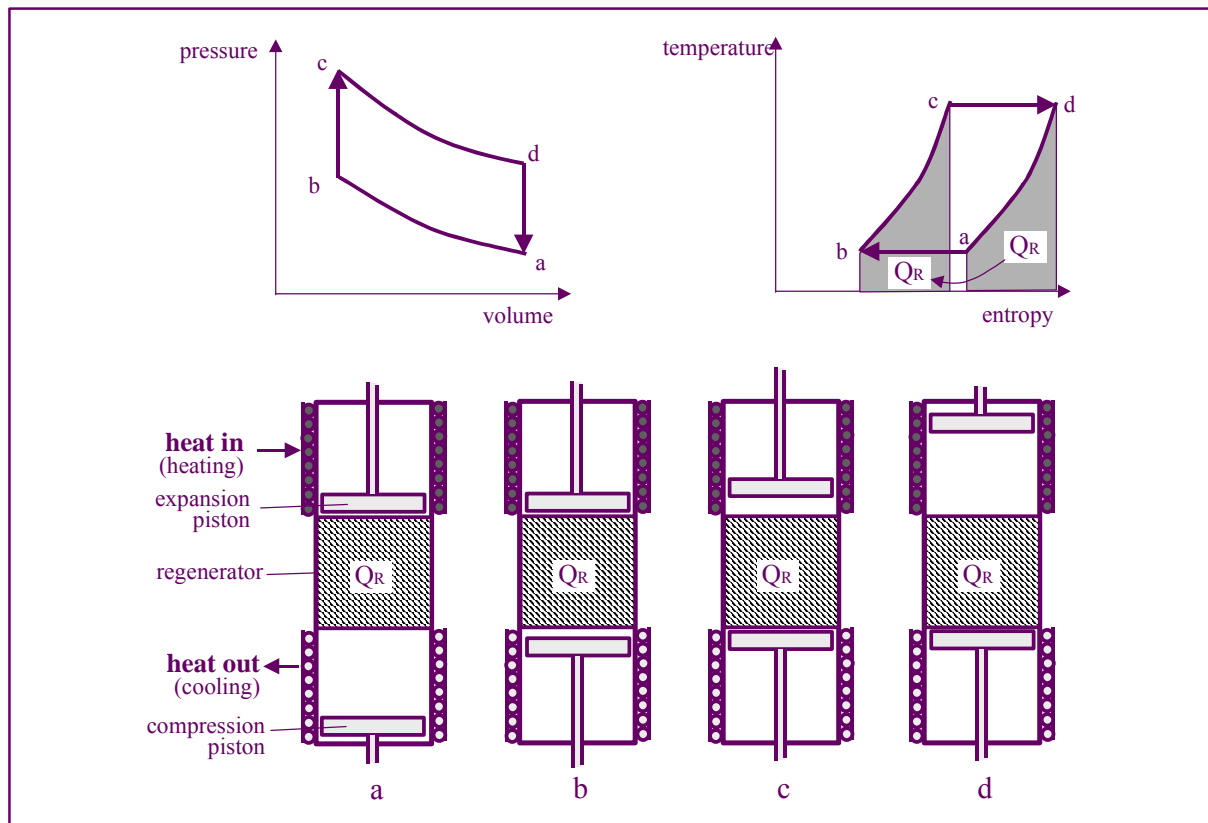 pressure
c
b
d
a
volume
temperature
c
d
b
a
QR
QR
entropy
heat in
(heating)
expansion
piston
regenerator
QR
QR
QR
QR
heat out
(cooling)
compression
piston
a
b
c
d